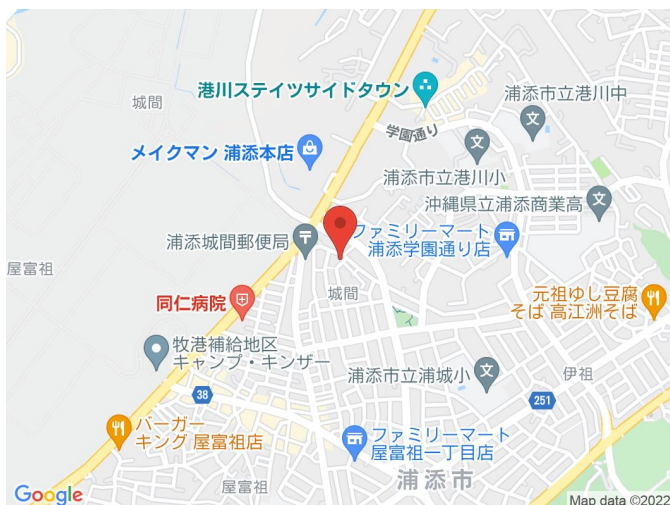 港川ステイツサイドタウン
城間
学園通り
浦添市立港川中
メイクマン 浦添本店
浦添市立港川小
沖縄県立浦添商業高
浦添城間郵便局
ファミリーマート
浦添学園通り店
屋富祖
城間
同仁病院
元祖ゆし豆腐
そば 高江洲そば
牧港補給地区
キャンプ・キンザー
浦添市立浦城小
伊祖
38
251
バーガー
キング 屋富祖店
ファミリーマート
屋富祖一丁目店
屋富祖
浦添市
Google
Map data ©2022